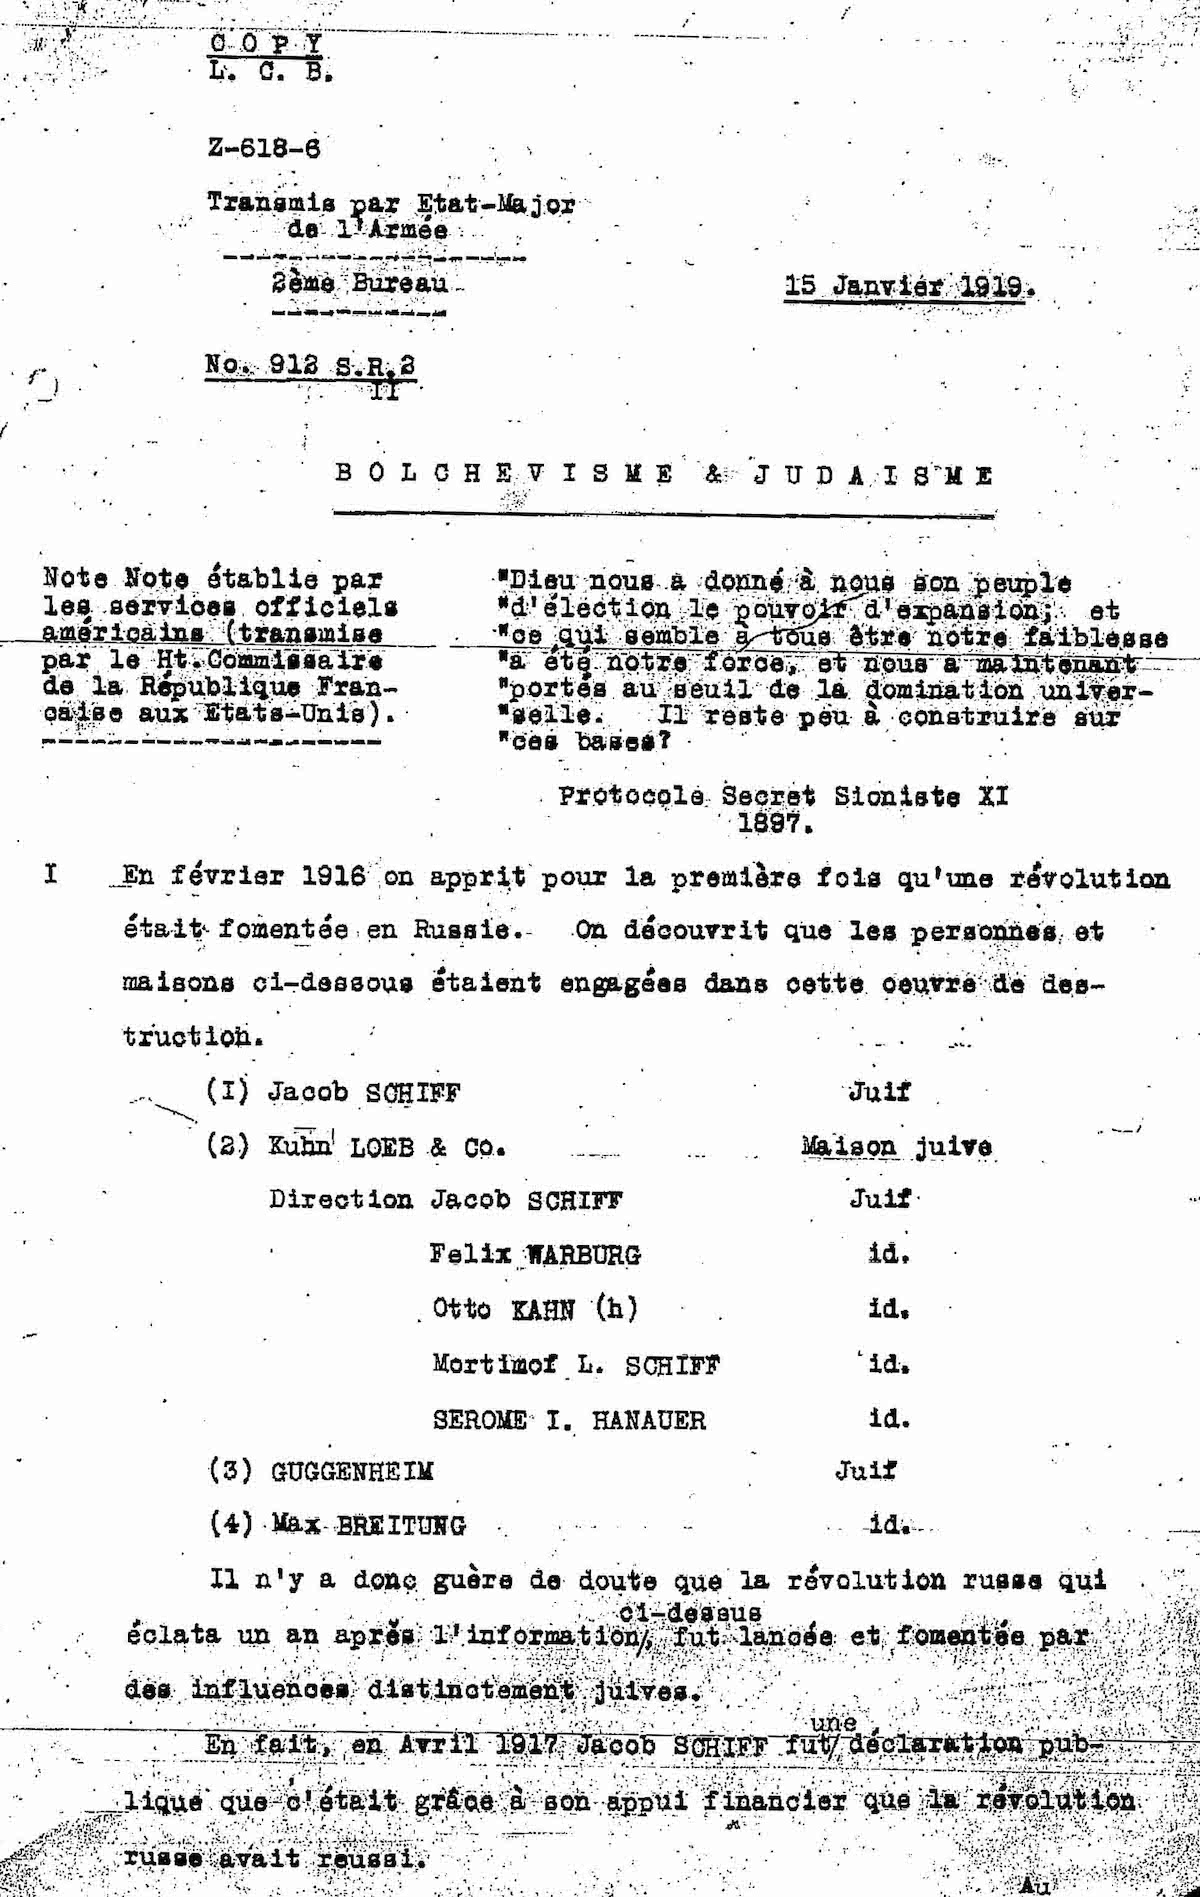 C O P Y
L. C. B.
Z-618-6
Transmis par Etat-Major
de l'Armée
2ème Bureau
15 Janvier 1919.
No. 912 S.R.2
II
BOLCHEVISME & JUDAISME
Note Note établie par
les services officiels
américains (transmise
par le Ht.Commissaire
de la République Fran-
caise aux Etats-Unis).
"Dieu nous a donné à nous son peuple
"d'élection le pouvoir d'expansion; et
"ce qui semble à tous être notre faiblesse
"a été notre force, et nous a maintenant
"portés au seuil de la domination univer-
"selle. Il reste peu à construire sur
"ces bases?
Protocole Secret Sioniste XI
1897.
I En février 1916 on apprit pour la première fois qu'une révolution
était fomentée en Russie. On découvrit que les personnes et
maisons ci-dessous étaient engagées dans cette oeuvre de des-
truction.
(I) Jacob SCHIFF Juif
(2) Kuhn LOEB & Co. Maison juive
Direction Jacob SCHIFF Juif
Felix WARBURG id.
Otto KAHN (h) id.
Mortimof L. SCHIFF id.
SEROME I. HANAUER id.
(3) GUGGENHEIM Juif
(4) Max BREITUNG id.
Il n'y a donc guère de doute que la révolution russe qui
ci-dessus
éclata un an après l'information/, fut lancée et fomentée par
des influences distinctement juives.
une
En fait, en Avril 1917 Jacob SCHIFF fut/ déclaration pub-
lique que c'était grâce à son appui financier que la révolution
russe avait reussi.
Au